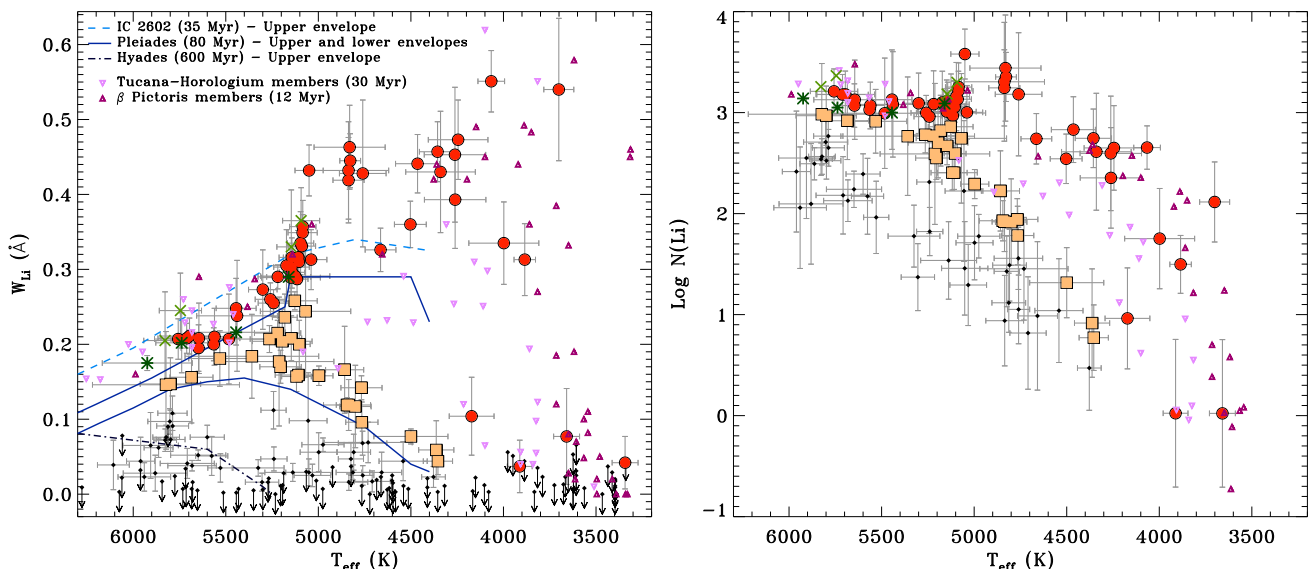 IC 2602 (35 Myr) – Upper envelope
Pleiades (80 Myr) – Upper and lower envelopes
Hyades (600 Myr) – Upper envelope
Tucana–Horologium members (30 Myr)
β Pictoris members (12 Myr)
0.6
0.5
0.4
0.3
0.2
0.1
0.0
W_Li (Å)
6000 5500 5000 4500 4000 3500
T_eff (K)
4
3
2
1
0
−1
Log N(Li)
6000 5500 5000 4500 4000 3500
T_eff (K)